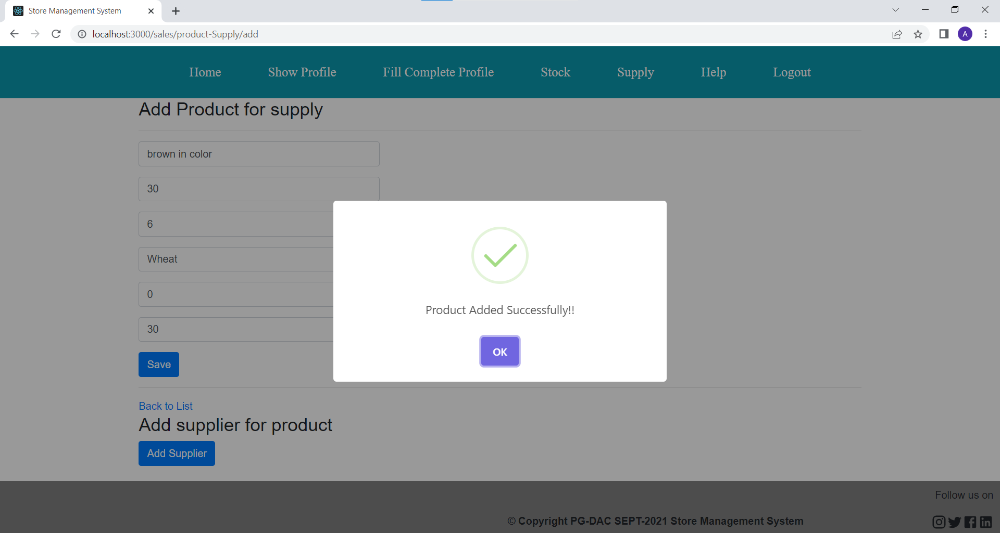 Store Management System
localhost:3000/sales/product-Supply/add
A
Home Show Profile Fill Complete Profile Stock Supply Help Logout
Add Product for supply
brown in color
30
6
Wheat
0
30
Save
Product Added Successfully!!
OK
Back to List
Add supplier for product
Add Supplier
Follow us on
© Copyright PG-DAC SEPT-2021 Store Management System